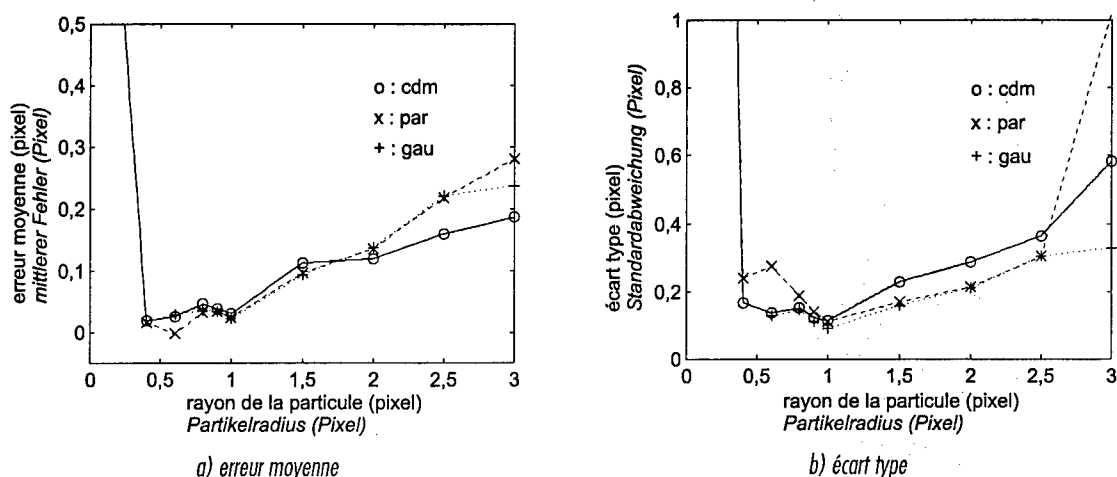 0,5
0,4
0,3
0,2
0,1
0
erreur moyenne (pixel)
mittlerer Fehler (Pixel)
o : cdm
x : par
+ : gau
0 0,5 1 1,5 2 2,5 3
rayon de la particule (pixel)
Partikelradius (Pixel)
a) erreur moyenne
1
0,8
0,6
0,4
0,2
0
écart type (pixel)
Standardabweichung (Pixel)
o : cdm
x : par
+ : gau
0 0,5 1 1,5 2 2,5 3
rayon de la particule (pixel)
Partikelradius (Pixel)
b) écart type